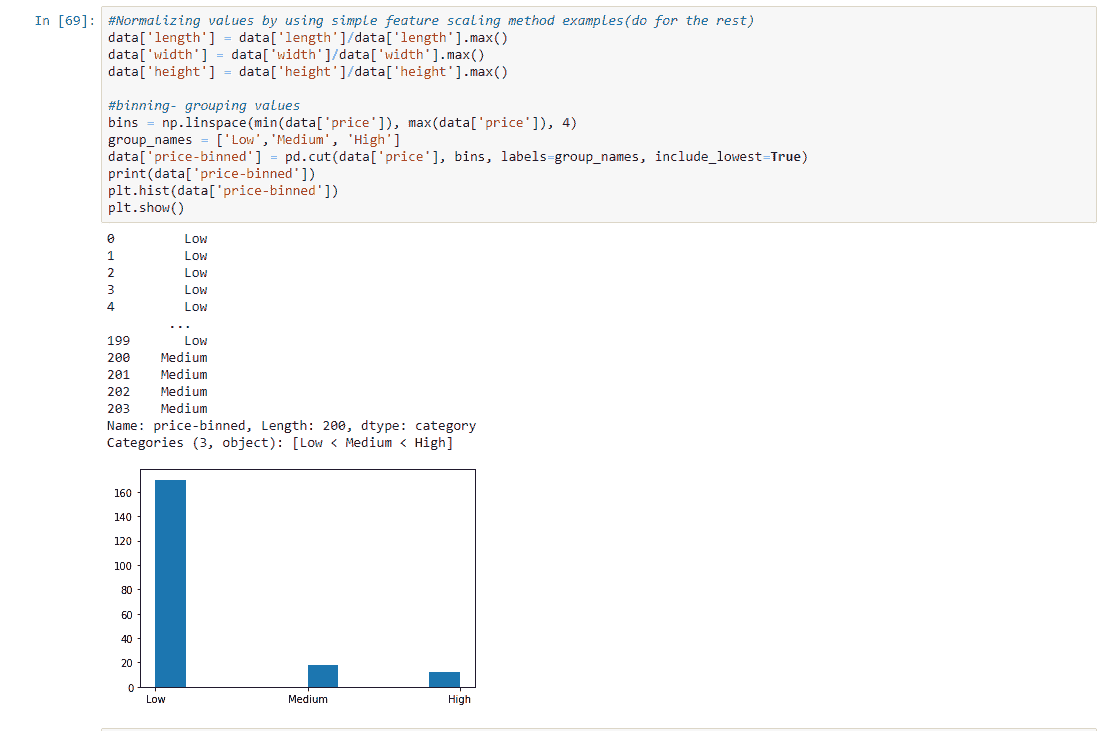 In [69]: #Normalizing values by using simple feature scaling method examples(do for the rest)
data['length'] = data['length']/data['length'].max()
data['width'] = data['width']/data['width'].max()
data['height'] = data['height']/data['height'].max()
#binning- grouping values
bins = np.linspace(min(data['price']), max(data['price']), 4)
group_names = ['Low','Medium', 'High']
data['price-binned'] = pd.cut(data['price'], bins, labels=group_names, include_lowest=True)
print(data['price-binned'])
plt.hist(data['price-binned'])
plt.show()
0 Low
1 Low
2 Low
3 Low
4 Low
...
199 Low
200 Medium
201 Medium
202 Medium
203 Medium
Name: price-binned, Length: 200, dtype: category
Categories (3, object): [Low < Medium < High]
160
140
120
100
80
60
40
20
0
Low Medium High